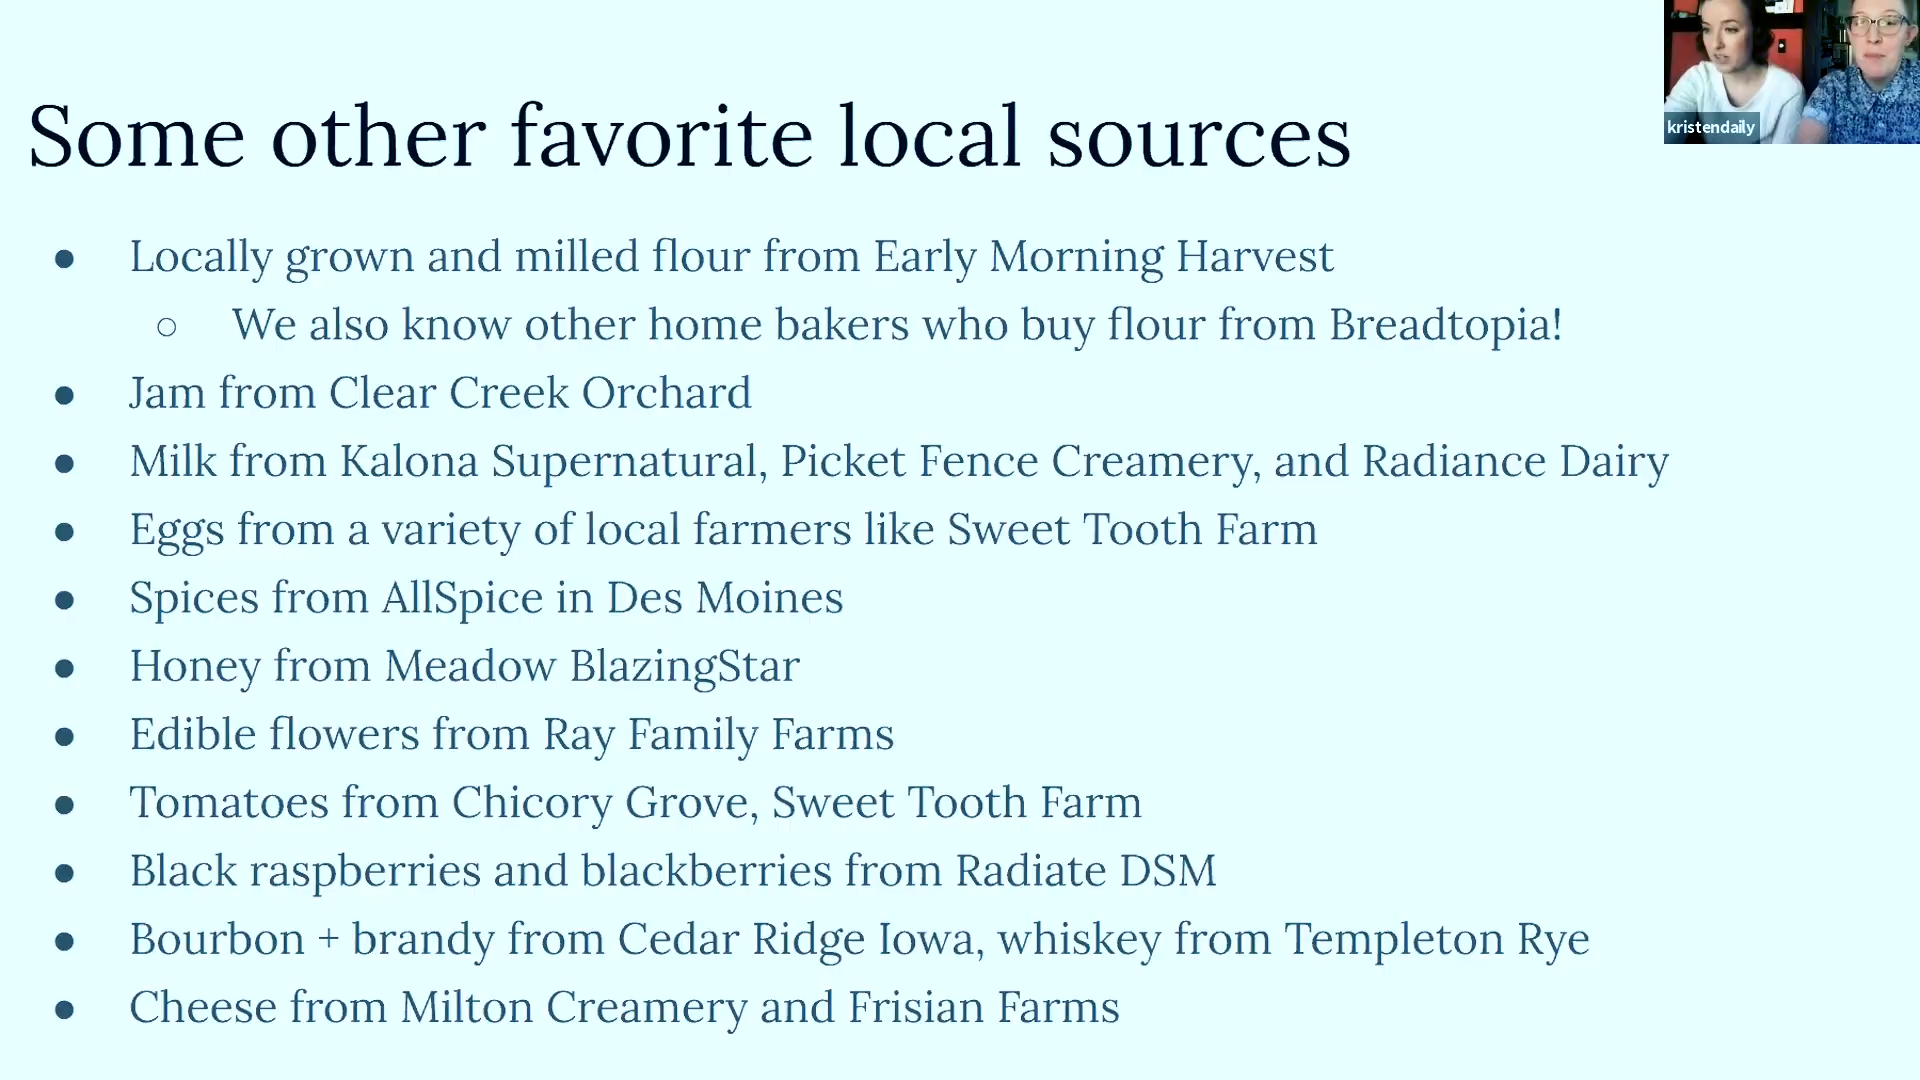 Some other favorite local sources
kristendaily
● Locally grown and milled flour from Early Morning Harvest
○ We also know other home bakers who buy flour from Breadtopia!
● Jam from Clear Creek Orchard
● Milk from Kalona Supernatural, Picket Fence Creamery, and Radiance Dairy
● Eggs from a variety of local farmers like Sweet Tooth Farm
● Spices from AllSpice in Des Moines
● Honey from Meadow BlazingStar
● Edible flowers from Ray Family Farms
● Tomatoes from Chicory Grove, Sweet Tooth Farm
● Black raspberries and blackberries from Radiate DSM
● Bourbon + brandy from Cedar Ridge Iowa, whiskey from Templeton Rye
● Cheese from Milton Creamery and Frisian Farms